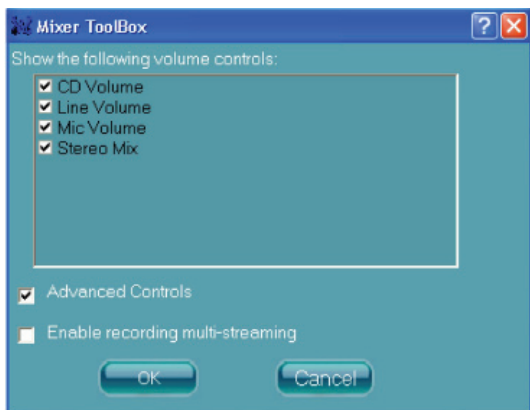 Mixer ToolBox
Show the following volume controls:
CD Volume
Line Volume
Mic Volume
Stereo Mix
Advanced Controls
Enable recording multi-streaming
OK
Cancel